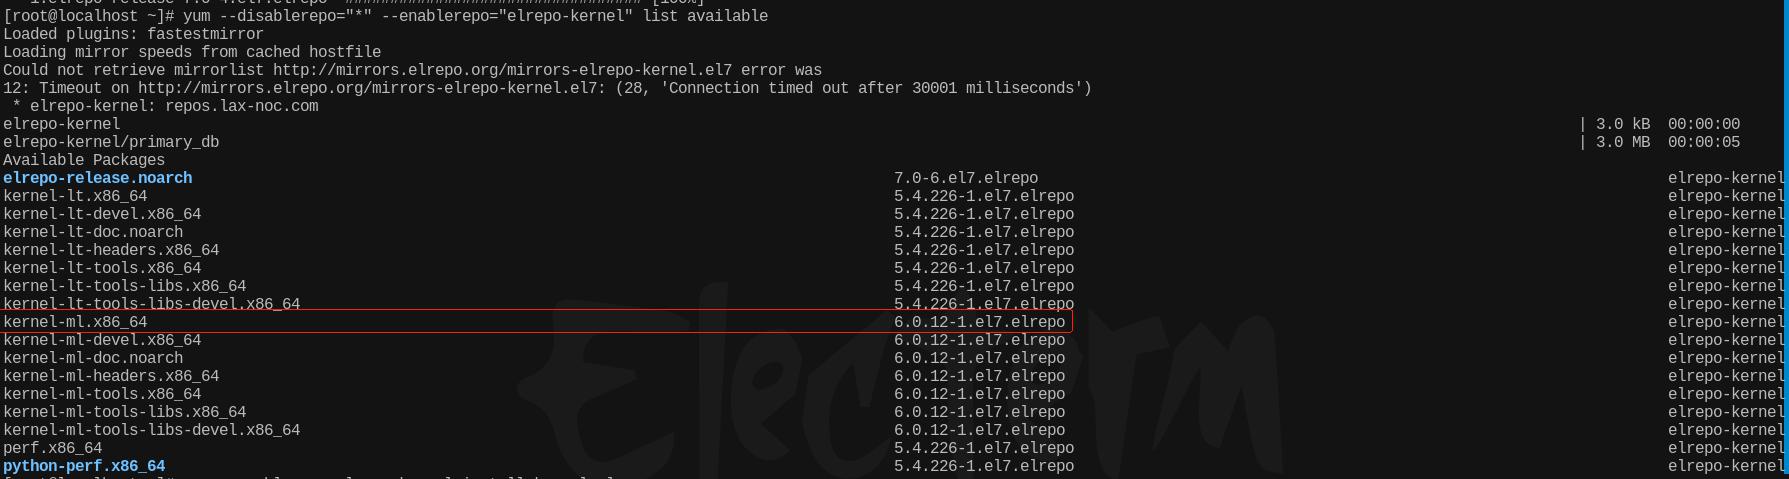 [root@localhost ~]# yum --disablerepo="*" --enablerepo="elrepo-kernel" list available
Loaded plugins: fastestmirror
Loading mirror speeds from cached hostfile
Could not retrieve mirrorlist http://mirrors.elrepo.org/mirrors-elrepo-kernel.el7 error was
12: Timeout on http://mirrors.elrepo.org/mirrors-elrepo-kernel.el7: (28, 'Connection timed out after 30001 milliseconds')
 * elrepo-kernel: repos.lax-noc.com
elrepo-kernel | 3.0 kB 00:00:00
elrepo-kernel/primary_db | 3.0 MB 00:00:05
Available Packages
elrepo-release.noarch 7.0-6.el7.elrepo elrepo-kernel
kernel-lt.x86_64 5.4.226-1.el7.elrepo elrepo-kernel
kernel-lt-devel.x86_64 5.4.226-1.el7.elrepo elrepo-kernel
kernel-lt-doc.noarch 5.4.226-1.el7.elrepo elrepo-kernel
kernel-lt-headers.x86_64 5.4.226-1.el7.elrepo elrepo-kernel
kernel-lt-tools.x86_64 5.4.226-1.el7.elrepo elrepo-kernel
kernel-lt-tools-libs.x86_64 5.4.226-1.el7.elrepo elrepo-kernel
kernel-lt-tools-libs-devel.x86_64 5.4.226-1.el7.elrepo elrepo-kernel
kernel-ml.x86_64 6.0.12-1.el7.elrepo elrepo-kernel
kernel-ml-devel.x86_64 6.0.12-1.el7.elrepo elrepo-kernel
kernel-ml-doc.noarch 6.0.12-1.el7.elrepo elrepo-kernel
kernel-ml-headers.x86_64 6.0.12-1.el7.elrepo elrepo-kernel
kernel-ml-tools.x86_64 6.0.12-1.el7.elrepo elrepo-kernel
kernel-ml-tools-libs.x86_64 6.0.12-1.el7.elrepo elrepo-kernel
kernel-ml-tools-libs-devel.x86_64 6.0.12-1.el7.elrepo elrepo-kernel
perf.x86_64 5.4.226-1.el7.elrepo elrepo-kernel
python-perf.x86_64 5.4.226-1.el7.elrepo elrepo-kernel